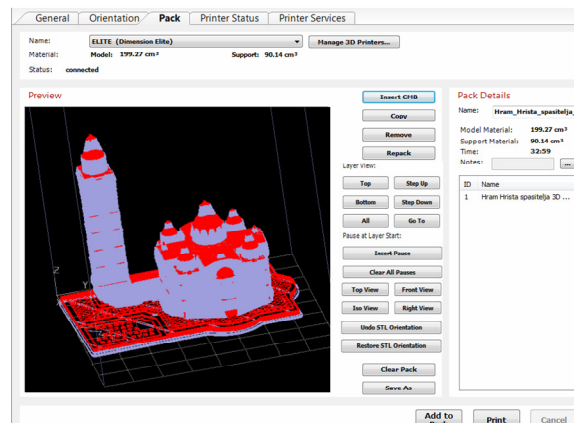 General Orientation Pack Printer Status Printer Services
Name: ELITE (Dimension Elite) Manage 3D Printers...
Material: Model: 199.27 cm³ Support: 90.14 cm³
Status: connected
Preview
Insert CMB
Copy
Remove
Repack
Layer View:
Top Step Up
Bottom Step Down
All Go To
Pause at Layer Start:
Insert Pause
Clear All Pauses
Top View Front View
Iso View Right View
Undo STL Orientation
Restore STL Orientation
Clear Pack
Save As
Z
Y
Pack Details
Name: Hram_Hrista_spasitelja_
Model Material: 199.27 cm³
Support Material: 90.14 cm³
Time: 32:59
Notes: ...
ID Name
1 Hram Hrista spasitelja 3D ...
Add to
Print
Cancel